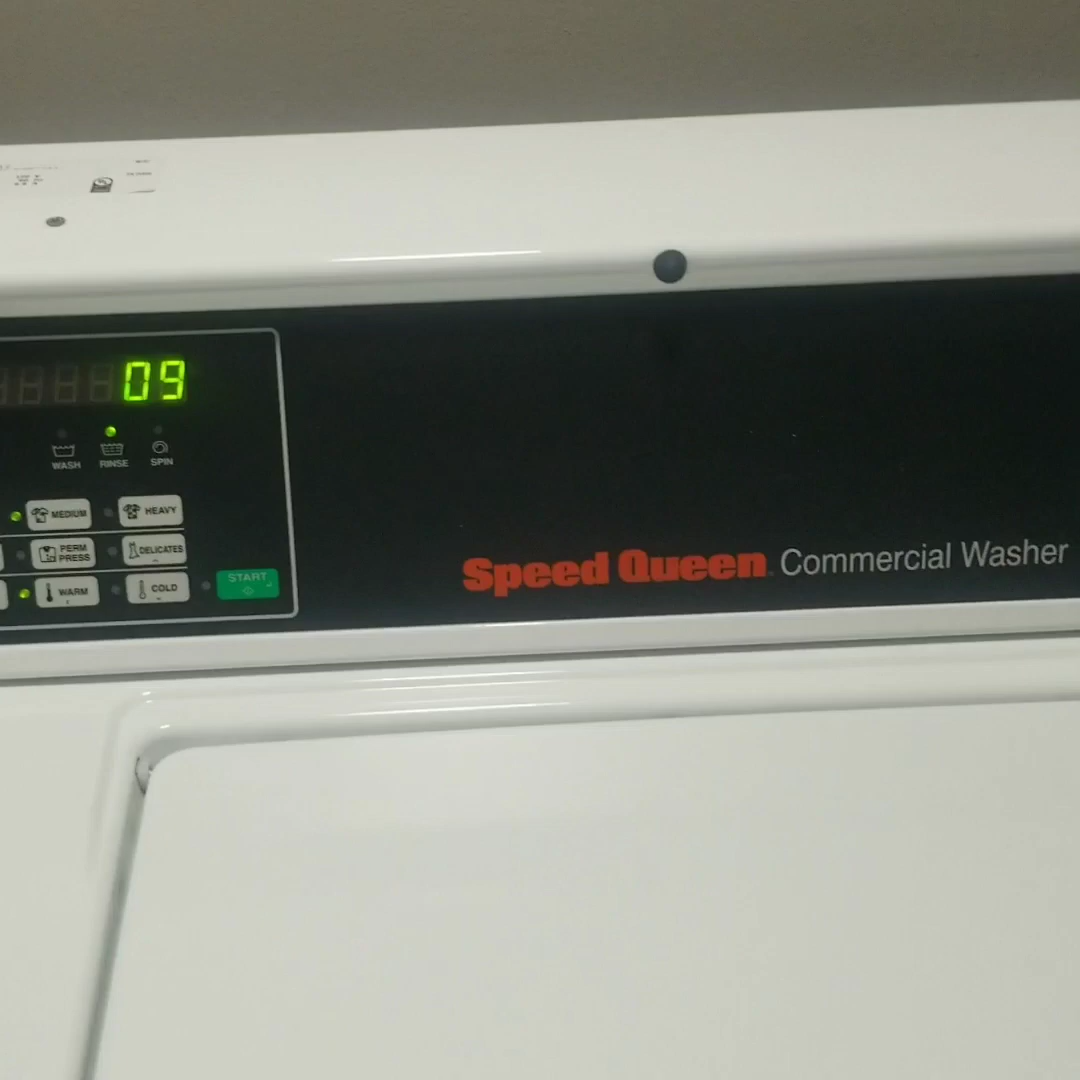 09
WASH RINSE SPIN
MEDIUM HEAVY
PERM PRESS DELICATES
WARM COLD START
Speed Queen Commercial Washer